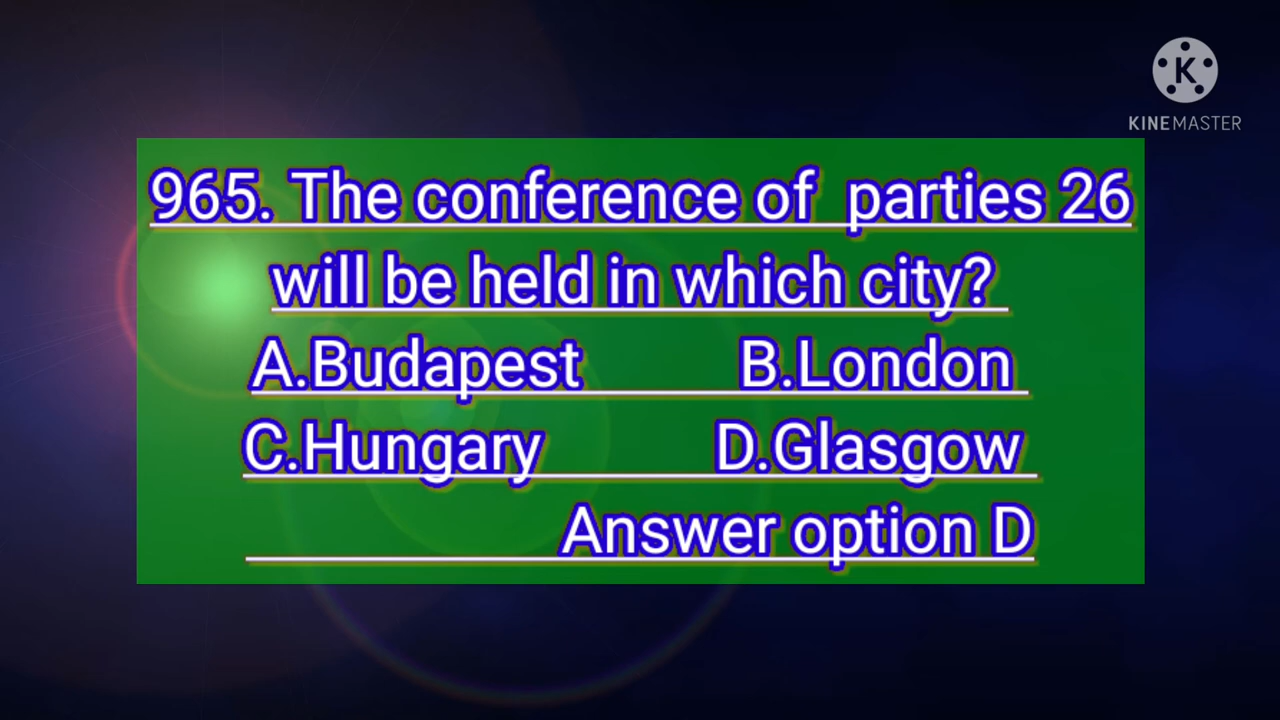 K
KINEMASTER
965. The conference of parties 26
will be held in which city?
A.Budapest B.London
C.Hungary D.Glasgow
Answer option D